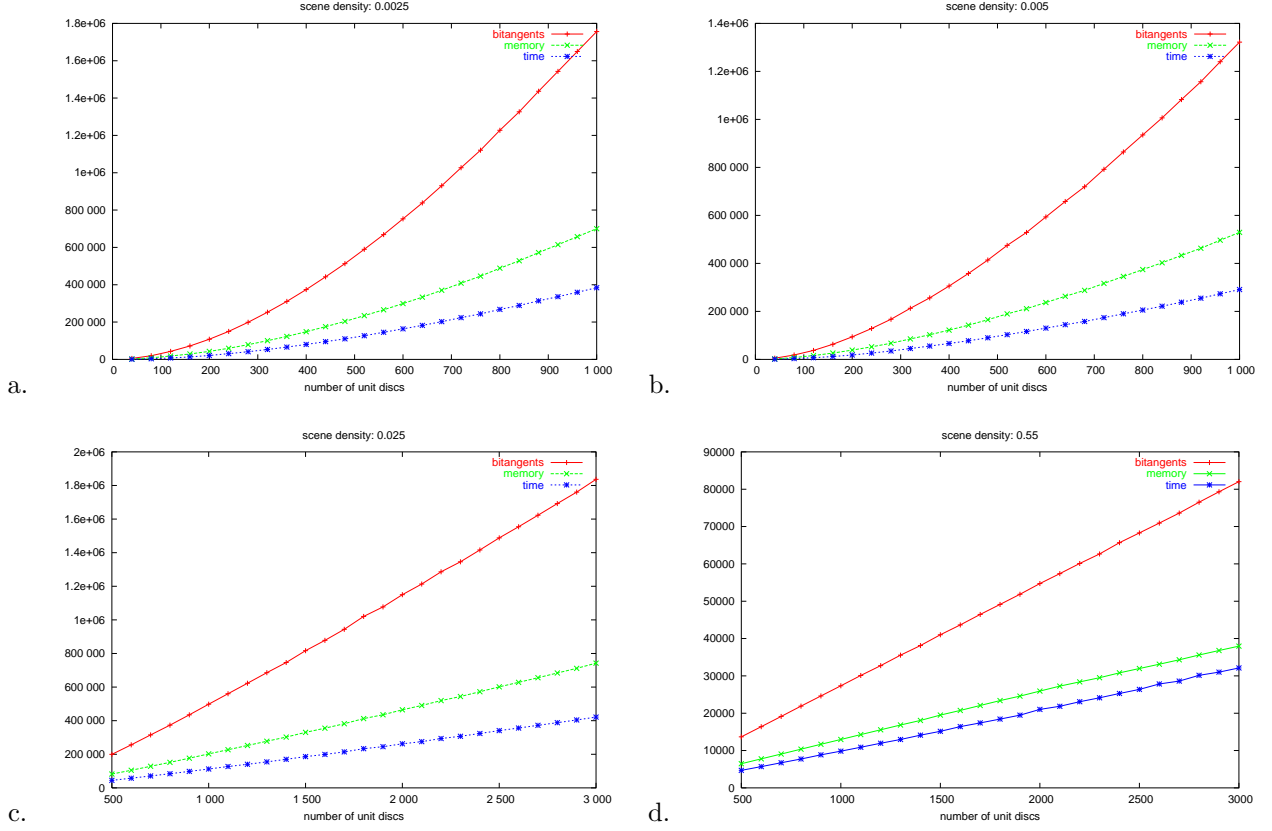 scene density: 0.0025
1.8e+06
1.6e+06
1.4e+06
1.2e+06
1e+06
800 000
600 000
400 000
200 000
0
bitangents
memory
time
0 100 200 300 400 500 600 700 800 900 1 000
number of unit discs
a.
scene density: 0.005
1.4e+06
1.2e+06
1e+06
800 000
600 000
400 000
200 000
0
bitangents
memory
time
0 100 200 300 400 500 600 700 800 900 1 000
number of unit discs
b.
scene density: 0.025
2e+06
1.8e+06
1.6e+06
1.4e+06
1.2e+06
1e+06
800 000
600 000
400 000
200 000
0
bitangents
memory
time
500 1 000 1 500 2 000 2 500 3 000
number of unit discs
c.
scene density: 0.55
90000
80000
70000
60000
50000
40000
30000
20000
10000
0
bitangents
memory
time
500 1000 1500 2000 2500 3000
number of unit discs
d.